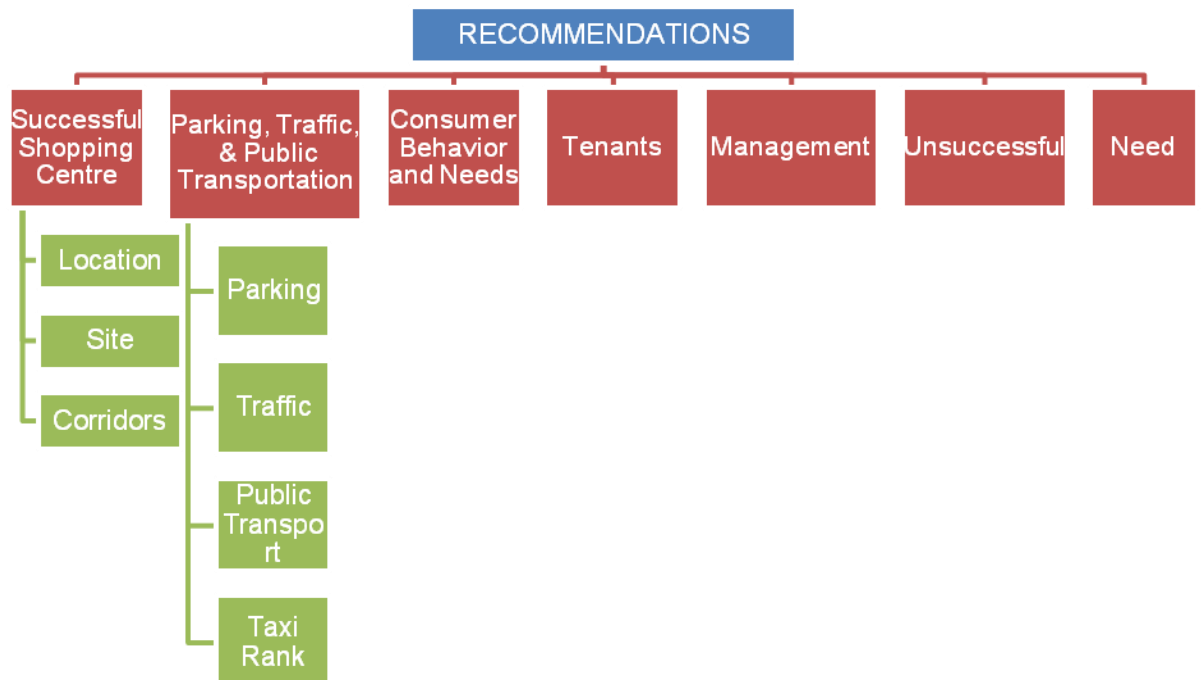 RECOMMENDATIONS
Successful
Shopping
Centre
Parking, Traffic,
& Public
Transportation
Consumer
Behavior
and Needs
Tenants
Management
Unsuccessful
Need
Location
Site
Corridors
Parking
Traffic
Public
Transpo
rt
Taxi
Rank